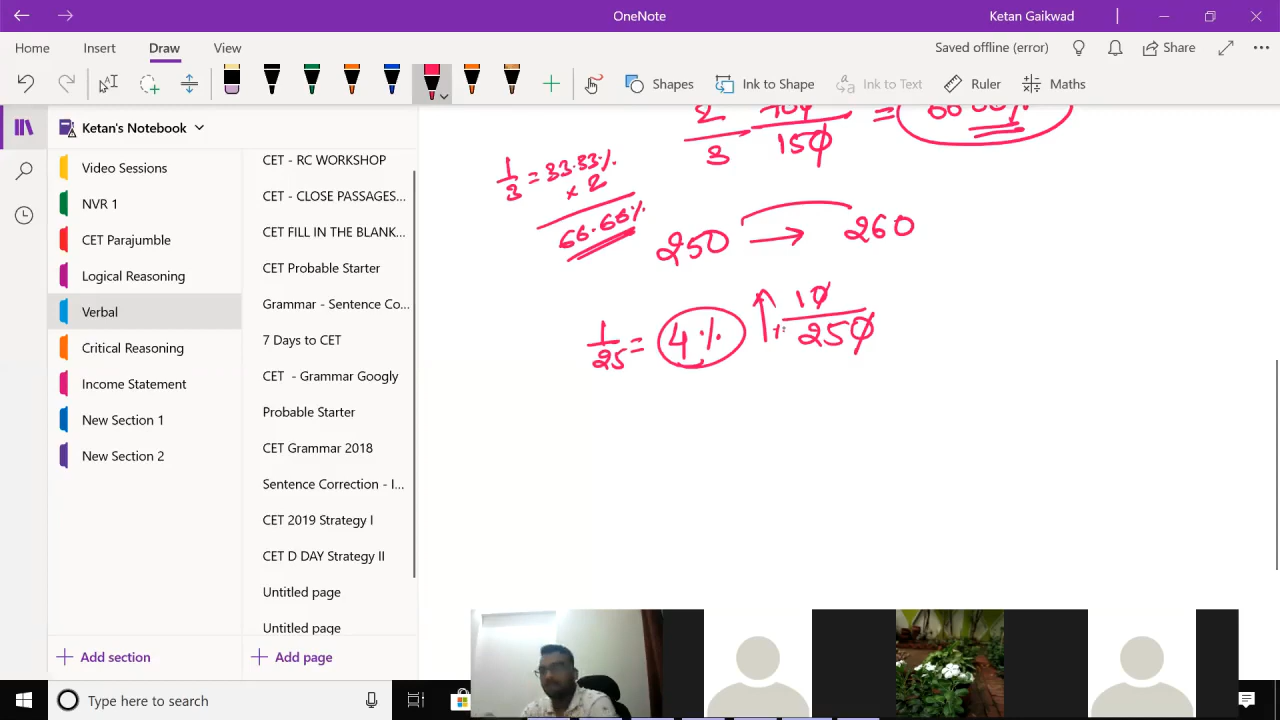 OneNote
Ketan Gaikwad
Home Insert Draw View
Saved offline (error)
Share
Shapes
Ink to Shape
Ink to Text
Ruler
Maths
Ketan's Notebook
Video Sessions
NVR 1
CET Parajumble
Logical Reasoning
Verbal
Critical Reasoning
Income Statement
New Section 1
New Section 2
Add section
CET - RC WORKSHOP
CET - CLOSE PASSAGES...
CET FILL IN THE BLANK...
CET Probable Starter
Grammar - Sentence Co...
7 Days to CET
CET - Grammar Googly
Probable Starter
CET Grammar 2018
Sentence Correction - I...
CET 2019 Strategy I
CET D DAY Strategy II
Untitled page
Untitled page
Add page
2/3
150
=
1/3 = 33.33%
× 2
66.66%
250 → 260
1/25 = 4% ↑ 10/250
Type here to search